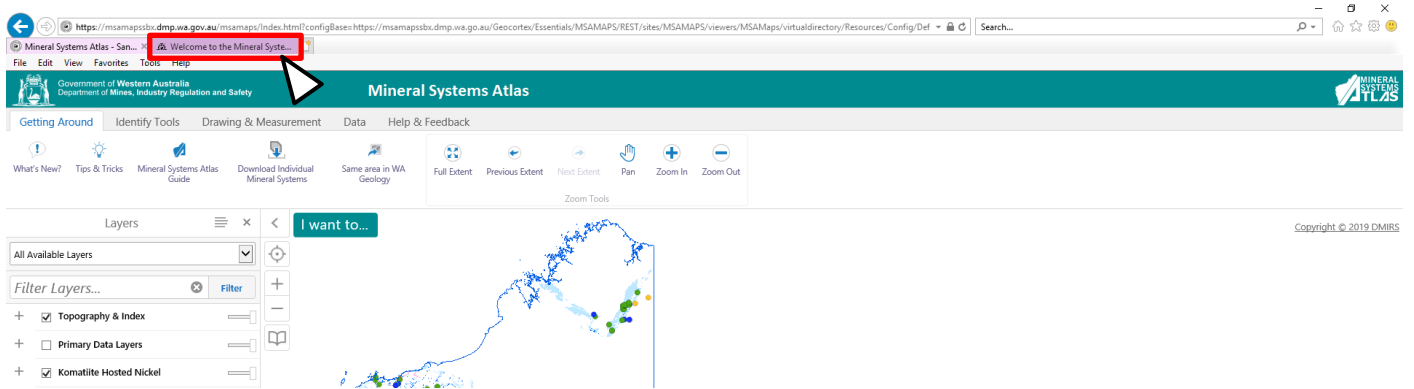 https://msamapssbx.dmp.wa.gov.au/msamaps/Index.html?configBase=https://msamapssbx.dmp.wa.go.au/Geocortex/Essentials/MSAMAPS/REST/sites/MSAMAPS/viewers/MSAMaps/virtualdirectory/Resources/Config/Def
Search...
Mineral Systems Atlas - San...
Welcome to the Mineral Syste...
File Edit View Favorites Tools Help
Government of Western Australia
Department of Mines, Industry Regulation and Safety
Mineral Systems Atlas
MINERAL
SYSTEMS
ATLAS
Getting Around Identify Tools Drawing & Measurement Data Help & Feedback
What's New? Tips & Tricks Mineral Systems Atlas Guide Download Individual Mineral Systems Same area in WA Geology
Full Extent Previous Extent Next Extent Pan Zoom In Zoom Out
Zoom Tools
Layers
I want to...
Copyright © 2019 DMIRS
All Available Layers
Filter Layers...
Filter
Topography & Index
Primary Data Layers
Komatiite Hosted Nickel